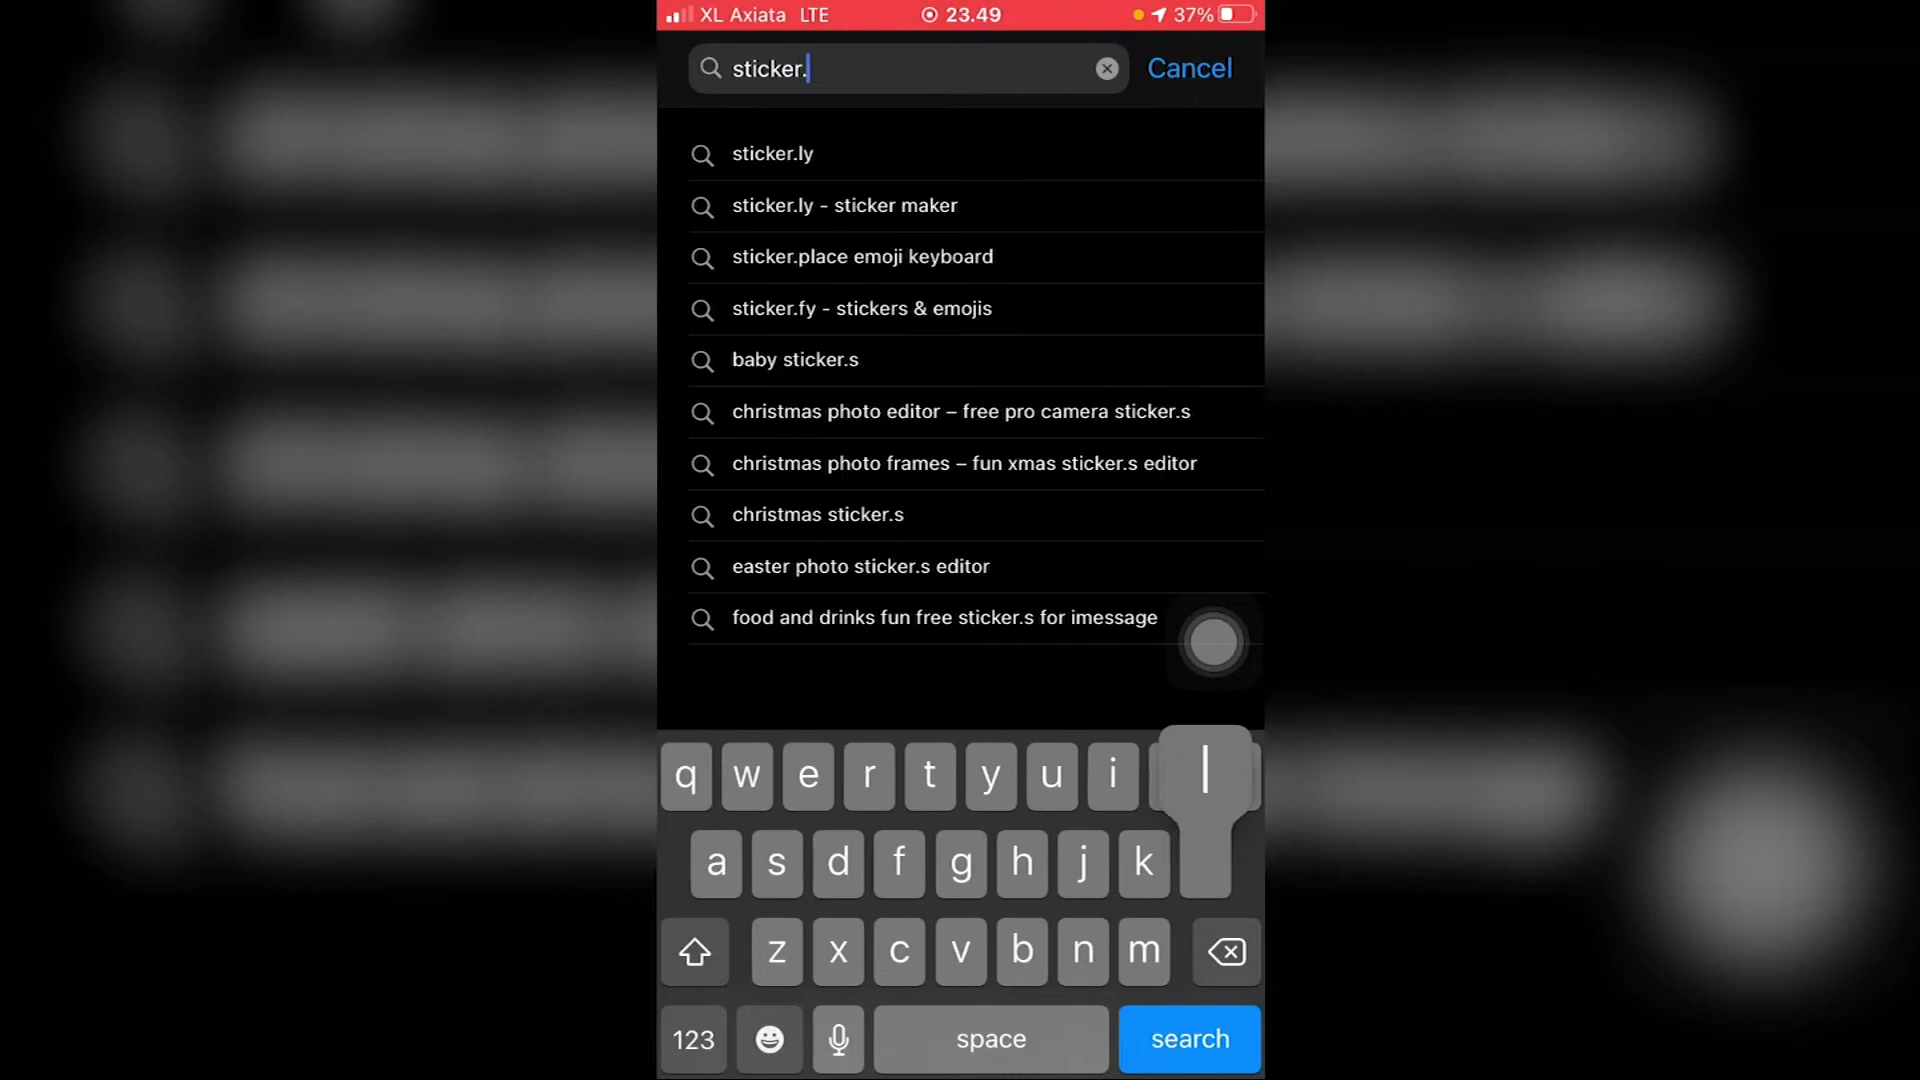 XL Axiata LTE 23.49 37%
sticker. Cancel
sticker.ly
sticker.ly - sticker maker
sticker.place emoji keyboard
sticker.fy - stickers & emojis
baby sticker.s
christmas photo editor – free pro camera sticker.s
christmas photo frames – fun xmas sticker.s editor
christmas sticker.s
easter photo sticker.s editor
food and drinks fun free sticker.s for imessage
q w e r t y u i l
a s d f g h j k
z x c v b n m
123 space search